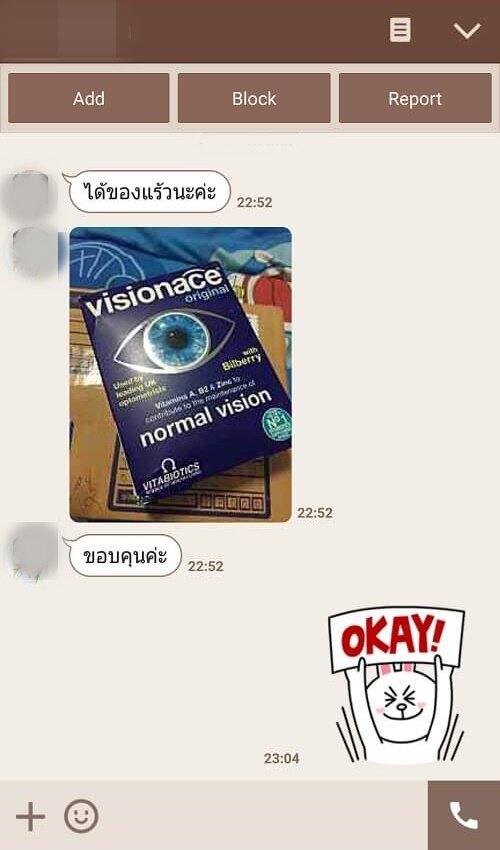 Add
Block
Report
ได้ของแร้วนะค่ะ
22:52
visionace
original
with
Bilberry
Used by
leading UK
optometrists
Vitamins A, B2 & Zinc to
contribute to the maintenance of
normal vision
Nº1
VITABIOTICS
22:52
ขอบคุนค่ะ
22:52
OKAY!
23:04